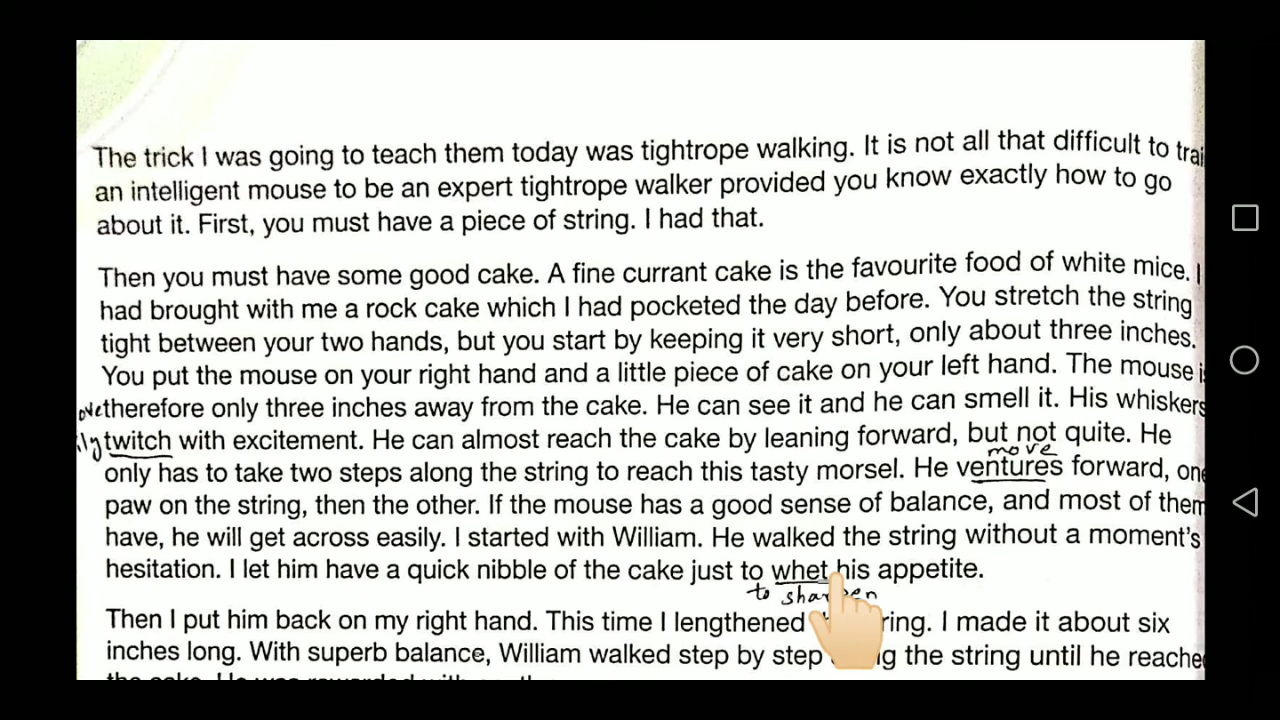 The trick I was going to teach them today was tightrope walking. It is not all that difficult to trai
an intelligent mouse to be an expert tightrope walker provided you know exactly how to go
about it. First, you must have a piece of string. I had that.
Then you must have some good cake. A fine currant cake is the favourite food of white mice. I
had brought with me a rock cake which I had pocketed the day before. You stretch the string
tight between your two hands, but you start by keeping it very short, only about three inches.
You put the mouse on your right hand and a little piece of cake on your left hand. The mouse i
ove therefore only three inches away from the cake. He can see it and he can smell it. His whiskers
ly twitch with excitement. He can almost reach the cake by leaning forward, but not quite. He
move
only has to take two steps along the string to reach this tasty morsel. He ventures forward, one
paw on the string, then the other. If the mouse has a good sense of balance, and most of them
have, he will get across easily. I started with William. He walked the string without a moment's
hesitation. I let him have a quick nibble of the cake just to whet his appetite.
to sharpen
Then I put him back on my right hand. This time I lengthened ring. I made it about six
inches long. With superb balance, William walked step by step g the string until he reached